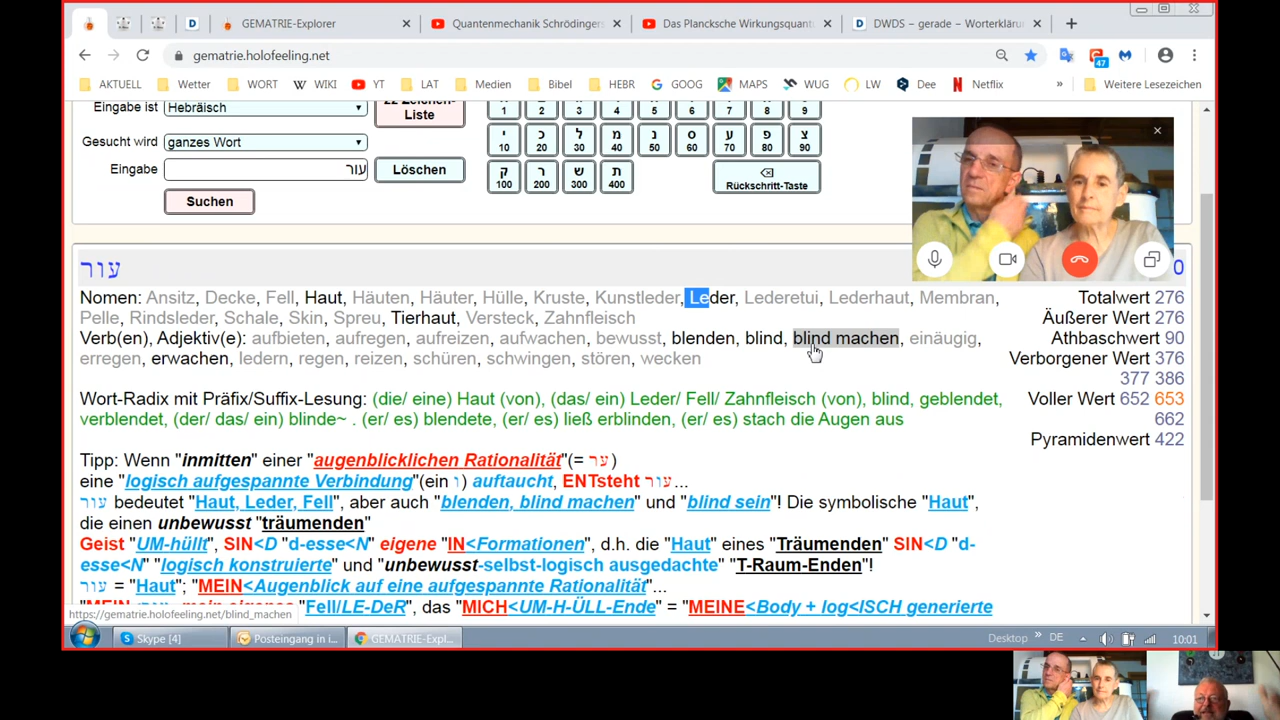 GEMATRIE-Explorer
Quantenmechanik Schrödingers
Das Plancksche Wirkungsquant
DWDS – gerade – Worterkläru
gematrie.holofeeling.net
47
AKTUELL Wetter WORT WIKI YT LAT Medien Bibel HEBR GOOG MAPS WUG LW Dee Netflix » Weitere Lesezeichen
Eingabe ist Hebräisch
22 Zeichen-
Liste
1 2 3 4 5 6 7 8 9
Gesucht wird ganzes Wort
י כ ל מ נ ס ע פ צ
10 20 30 40 50 60 70 80 90
Eingabe עור Löschen
ק ר ש ת
100 200 300 400
Rückschritt-Taste
Suchen
עור 0
Nomen: Ansitz, Decke, Fell, Haut, Häuten, Häuter, Hülle, Kruste, Kunstleder, Leder, Lederetui, Lederhaut, Membran, Totalwert 276
Pelle, Rindsleder, Schale, Skin, Spreu, Tierhaut, Versteck, Zahnfleisch Äußerer Wert 276
Verb(en), Adjektiv(e): aufbieten, aufregen, aufreizen, aufwachen, bewusst, blenden, blind, blind machen, einäugig, Athbaschwert 90
erregen, erwachen, ledern, regen, reizen, schüren, schwingen, stören, wecken Verborgener Wert 376
377 386
Wort-Radix mit Präfix/Suffix-Lesung: (die/ eine) Haut (von), (das/ ein) Leder/ Fell/ Zahnfleisch (von), blind, geblendet, Voller Wert 652 653
verblendet, (der/ das/ ein) blinde~ . (er/ es) blendete, (er/ es) ließ erblinden, (er/ es) stach die Augen aus 662
Pyramidenwert 422
Tipp: Wenn "inmitten" einer "augenblicklichen Rationalität"(= ער)
eine "logisch aufgespannte Verbindung"(ein ו) auftaucht, ENTsteht עור...
עור bedeutet "Haut, Leder, Fell", aber auch "blenden, blind machen" und "blind sein"! Die symbolische "Haut",
die einen unbewusst "träumenden"
Geist "UM-hüllt", SIN<D "d-esse<N" eigene "IN<Formationen", d.h. die "Haut" eines "Träumenden" SIN<D "d-
esse<N" "logisch konstruierte" und "unbewusst-selbst-logisch ausgedachte" "T-Raum-Enden"!
עור = "Haut"; "MEIN<Augenblick auf eine aufgespannte Rationalität"...
"Fell/LE-DeR", das "MICH<UM-H-ÜLL-Ende" = "MEINE<Body + log<ISCH generierte
https://gematrie.holofeeling.net/blind_machen
Skype [4] Posteingang in i... GEMATRIE-Expl... Desktop » DE 10:01